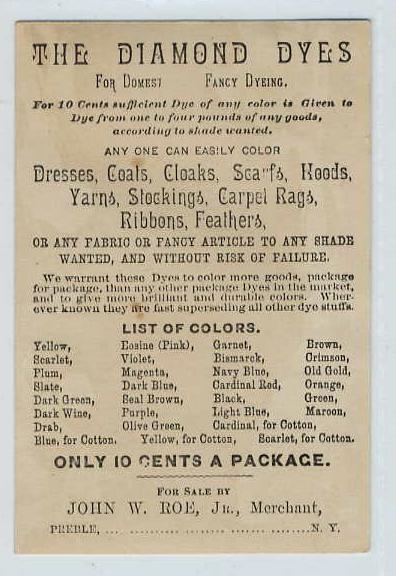 THE DIAMOND DYES
FOR DOMEST FANCY DYEING.
For 10 Cents sufficient Dye of any color is Given to
Dye from one to four pounds of any goods,
according to shade wanted.
ANY ONE CAN EASILY COLOR
Dresses, Coats, Cloaks, Scarfs, Hoods,
Yarns, Stockings, Carpet Rags,
Ribbons, Feathers,
OR ANY FABRIC OR FANCY ARTICLE TO ANY SHADE
WANTED, AND WITHOUT RISK OF FAILURE.
We warrant these Dyes to color more goods, package
for package, than any other package Dyes in the market,
and to give more brilliant and durable colors. Wher-
ever known they are fast superseding all other dye stuffs.
LIST OF COLORS.
Yellow, Eosine (Pink), Garnet, Brown,
Scarlet, Violet, Bismarck, Crimson,
Plum, Magenta, Navy Blue, Old Gold,
Slate, Dark Blue, Cardinal Red, Orange,
Dark Green, Seal Brown, Black, Green,
Dark Wine, Purple, Light Blue, Maroon,
Drab, Olive Green, Cardinal, for Cotton,
Blue, for Cotton. Yellow, for Cotton, Scarlet, for Cotton.
ONLY 10 CENTS A PACKAGE.
FOR SALE BY
JOHN W. ROE, JR., Merchant,
PREBLE, ... ................. ....... ........... N. Y.